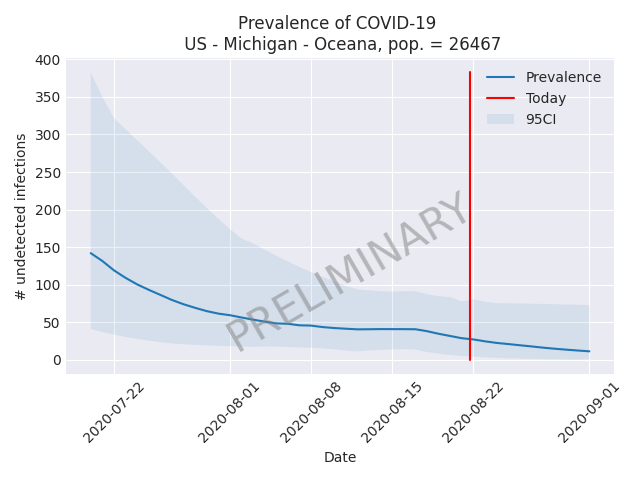 Prevalence of COVID-19
US - Michigan - Oceana, pop. = 26467
# undetected infections
400
350
300
250
200
150
100
50
0
Prevalence
Today
95CI
PRELIMINARY
2020-07-22
2020-08-01
2020-08-08
2020-08-15
2020-08-22
2020-09-01
Date